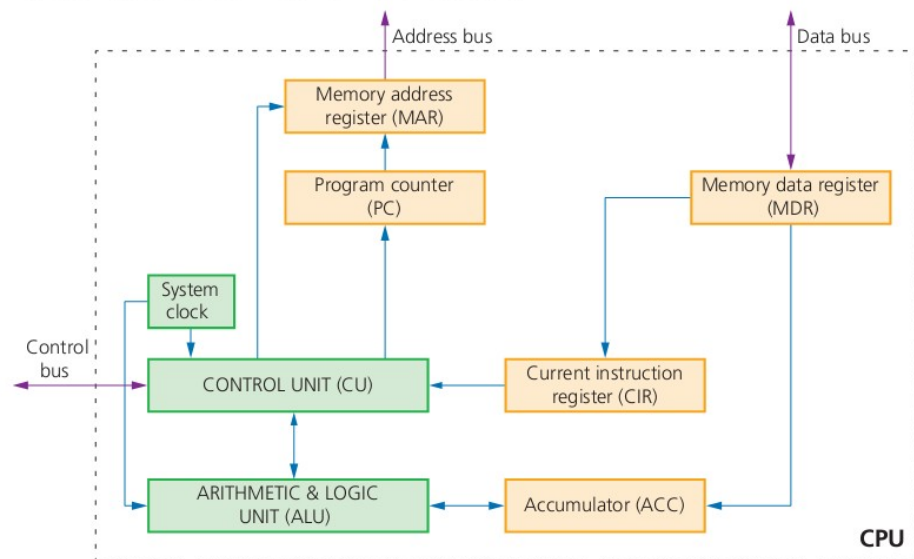 Address bus
Data bus
Memory address
register (MAR)
Program counter
(PC)
Memory data register
(MDR)
System
clock
Control
bus
CONTROL UNIT (CU)
Current instruction
register (CIR)
ARITHMETIC & LOGIC
UNIT (ALU)
Accumulator (ACC)
CPU